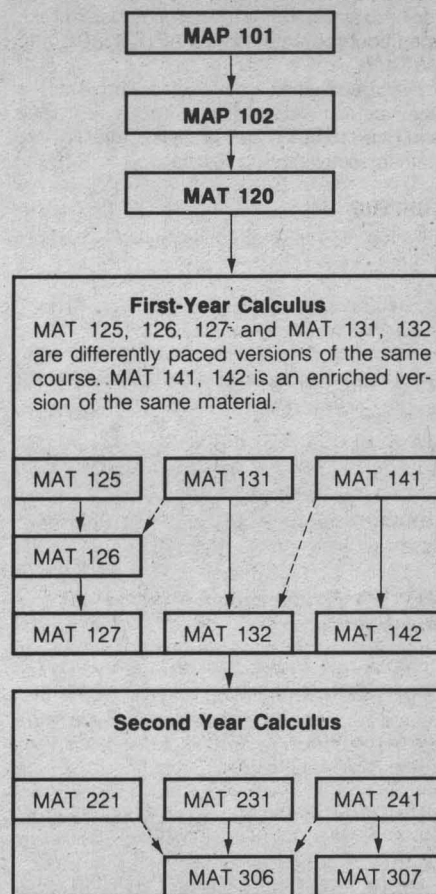 MAP 101
MAP 102
MAT 120
First-Year Calculus
MAT 125, 126, 127 and MAT 131, 132
are differently paced versions of the same
course. MAT 141, 142 is an enriched ver-
sion of the same material.
MAT 125 MAT 131 MAT 141
MAT 126
MAT 127 MAT 132 MAT 142
Second Year Calculus
MAT 221 MAT 231 MAT 241
MAT 306 MAT 307